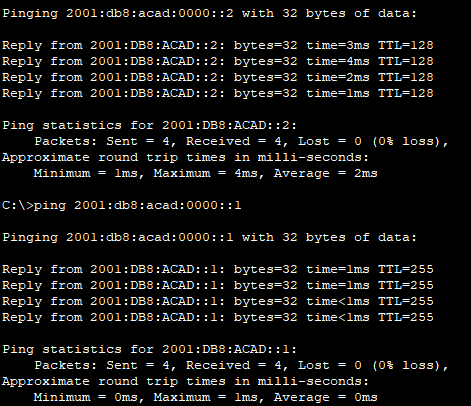 Pinging 2001:db8:acad:0000::2 with 32 bytes of data:
Reply from 2001:DB8:ACAD::2: bytes=32 time=3ms TTL=128
Reply from 2001:DB8:ACAD::2: bytes=32 time=4ms TTL=128
Reply from 2001:DB8:ACAD::2: bytes=32 time=2ms TTL=128
Reply from 2001:DB8:ACAD::2: bytes=32 time=1ms TTL=128
Ping statistics for 2001:DB8:ACAD::2:
Packets: Sent = 4, Received = 4, Lost = 0 (0% loss),
Approximate round trip times in milli-seconds:
Minimum = 1ms, Maximum = 4ms, Average = 2ms
C:\>ping 2001:db8:acad:0000::1
Pinging 2001:db8:acad:0000::1 with 32 bytes of data:
Reply from 2001:DB8:ACAD::1: bytes=32 time=1ms TTL=255
Reply from 2001:DB8:ACAD::1: bytes=32 time=1ms TTL=255
Reply from 2001:DB8:ACAD::1: bytes=32 time<1ms TTL=255
Reply from 2001:DB8:ACAD::1: bytes=32 time<1ms TTL=255
Ping statistics for 2001:DB8:ACAD::1:
Packets: Sent = 4, Received = 4, Lost = 0 (0% loss),
Approximate round trip times in milli-seconds:
Minimum = 0ms, Maximum = 1ms, Average = 0ms